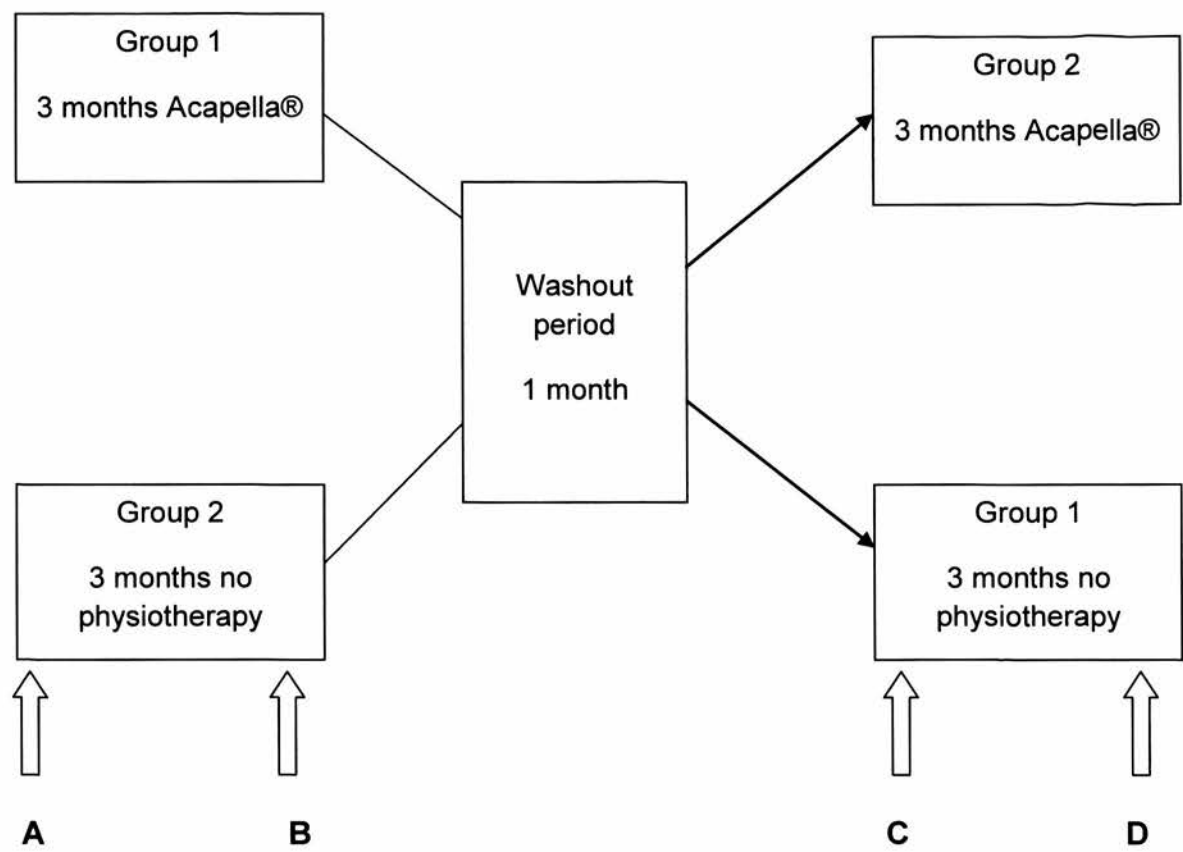 Group 1
3 months Acapella®
Group 2
3 months no
physiotherapy
Washout
period
1 month
Group 2
3 months Acapella®
Group 1
3 months no
physiotherapy
A
B
C
D